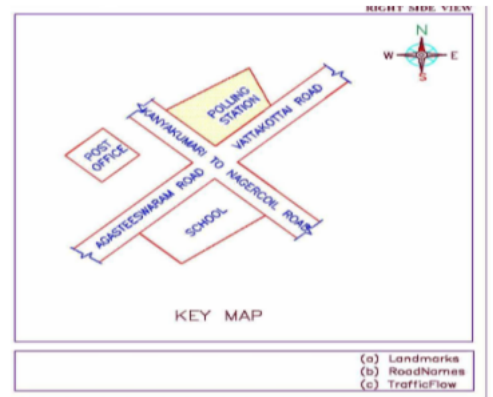 RIGHT SIDE VIEW
N
W
E
S
POLLING
STATION
VATTAKOTTAI ROAD
KANYAKUMARI TO NAGERCOIL ROAD
POST
OFFICE
AGASTEESWARAM ROAD
SCHOOL
KEY MAP
(a) Landmarks
(b) RoadNames
(c) TrafficFlow